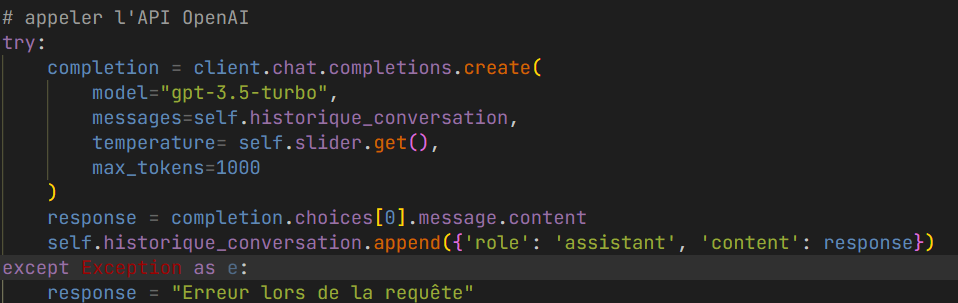 # appeler l'API OpenAI
try:
    completion = client.chat.completions.create(
        model="gpt-3.5-turbo",
        messages=self.historique_conversation,
        temperature= self.slider.get(),
        max_tokens=1000
    )
    response = completion.choices[0].message.content
    self.historique_conversation.append({'role': 'assistant', 'content': response})
except Exception as e:
    response = "Erreur lors de la requête"